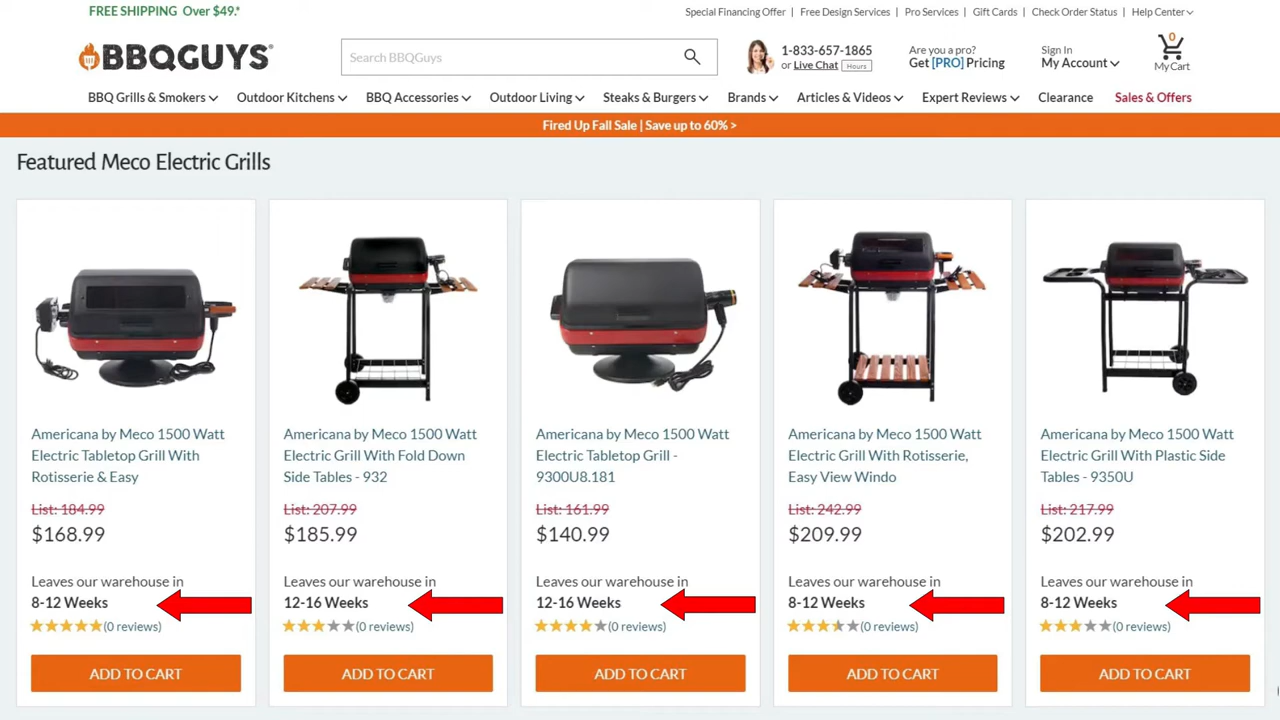 FREE SHIPPING Over $49.*
Special Financing Offer | Free Design Services | Pro Services | Gift Cards | Check Order Status | Help Center
BBQGUYS®
Search BBQGuys
1-833-657-1865
or Live Chat Hours
Are you a pro?
Get [PRO] Pricing
Sign In
My Account
0
My Cart
BBQ Grills & Smokers
Outdoor Kitchens
BBQ Accessories
Outdoor Living
Steaks & Burgers
Brands
Articles & Videos
Expert Reviews
Clearance
Sales & Offers
Fired Up Fall Sale | Save up to 60% >
Featured Meco Electric Grills
Americana by Meco 1500 Watt
Electric Tabletop Grill With
Rotisserie & Easy
List: 184.99
$168.99
Leaves our warehouse in
8-12 Weeks
(0 reviews)
ADD TO CART
Americana by Meco 1500 Watt
Electric Grill With Fold Down
Side Tables - 932
List: 207.99
$185.99
Leaves our warehouse in
12-16 Weeks
(0 reviews)
ADD TO CART
Americana by Meco 1500 Watt
Electric Tabletop Grill -
9300U8.181
List: 161.99
$140.99
Leaves our warehouse in
12-16 Weeks
(0 reviews)
ADD TO CART
Americana by Meco 1500 Watt
Electric Grill With Rotisserie,
Easy View Windo
List: 242.99
$209.99
Leaves our warehouse in
8-12 Weeks
(0 reviews)
ADD TO CART
Americana by Meco 1500 Watt
Electric Grill With Plastic Side
Tables - 9350U
List: 217.99
$202.99
Leaves our warehouse in
8-12 Weeks
(0 reviews)
ADD TO CART